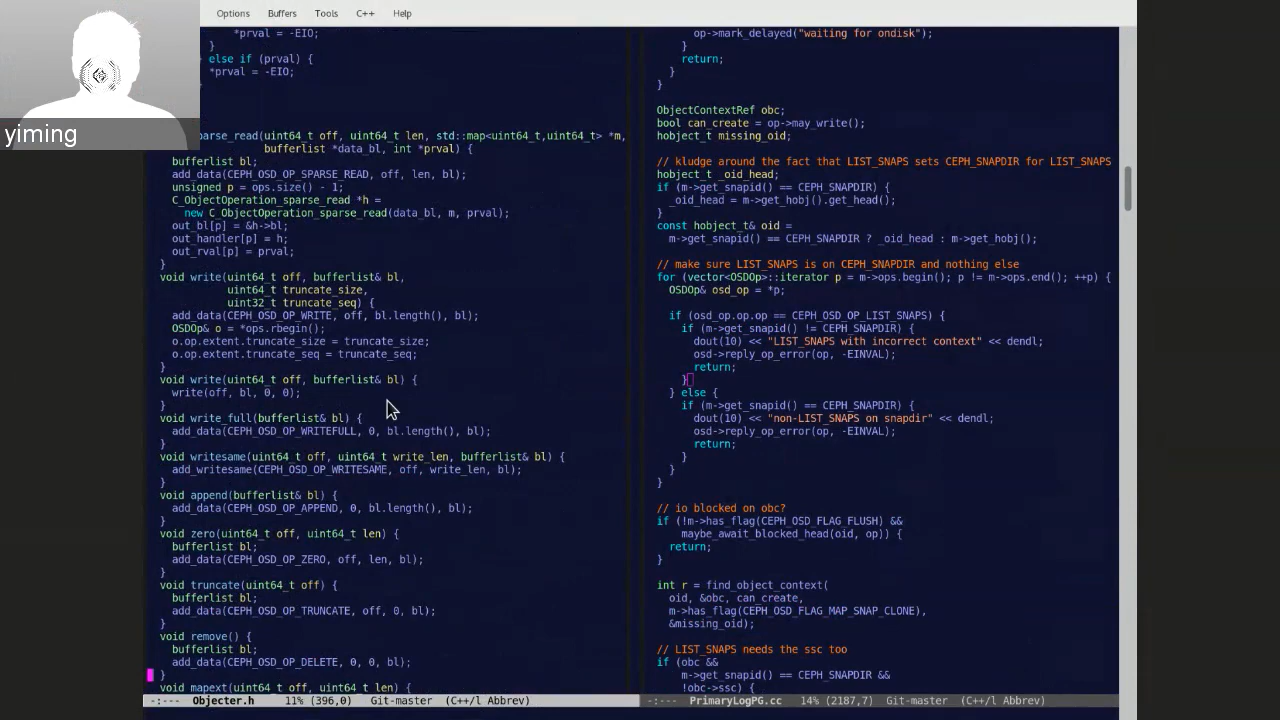 Options Buffers Tools C++ Help
yiming
*prval = -EIO;
}
else if (prval) {
*prval = -EIO;
parse_read(uint64_t off, uint64_t len, std::map<uint64_t,uint64_t> *m,
bufferlist *data_bl, int *prval) {
bufferlist bl;
add_data(CEPH_OSD_OP_SPARSE_READ, off, len, bl);
unsigned p = ops.size() - 1;
C_ObjectOperation_sparse_read *h =
new C_ObjectOperation_sparse_read(data_bl, m, prval);
out_bl[p] = &h->bl;
out_handler[p] = h;
out_rval[p] = prval;
}
void write(uint64_t off, bufferlist& bl,
uint64_t truncate_size,
uint32 truncate_seq) {
add_data(CEPH_OSD_OP_WRITE, off, bl.length(), bl);
OSDOp& o = *ops.rbegin();
o.op.extent.truncate_size = truncate_size;
o.op.extent.truncate_seq = truncate_seq;
}
void write(uint64_t off, bufferlist& bl) {
write(off, bl, 0, 0);
}
void write_full(bufferlist& bl) {
add_data(CEPH_OSD_OP_WRITEFULL, 0, bl.length(), bl);
}
void writesame(uint64_t off, uint64_t write_len, bufferlist& bl) {
add_writesame(CEPH_OSD_OP_WRITESAME, off, write_len, bl);
}
void append(bufferlist& bl) {
add_data(CEPH_OSD_OP_APPEND, 0, bl.length(), bl);
}
void zero(uint64_t off, uint64_t len) {
bufferlist bl;
add_data(CEPH_OSD_OP_ZERO, off, len, bl);
}
void truncate(uint64_t off) {
bufferlist bl;
add_data(CEPH_OSD_OP_TRUNCATE, off, 0, bl);
}
void remove() {
bufferlist bl;
add_data(CEPH_OSD_OP_DELETE, 0, 0, bl);
}
void mapext(uint64_t off, uint64_t len) {
-:--- Objecter.h 11% (396,0) Git-master (C++/l Abbrev)
op->mark_delayed("waiting for ondisk");
}
return;
}
}
ObjectContextRef obc;
bool can_create = op->may_write();
hobject_t missing_oid;
// kludge around the fact that LIST_SNAPS sets CEPH_SNAPDIR for LIST_SNAPS
hobject_t _oid_head;
if (m->get_snapid() == CEPH_SNAPDIR) {
_oid_head = m->get_hobj().get_head();
}
const hobject_t& oid =
m->get_snapid() == CEPH_SNAPDIR ? _oid_head : m->get_hobj();
// make sure LIST_SNAPS is on CEPH_SNAPDIR and nothing else
for (vector<OSDOp>::iterator p = m->ops.begin(); p != m->ops.end(); ++p) {
OSDOp& osd_op = *p;
if (osd_op.op.op == CEPH_OSD_OP_LIST_SNAPS) {
if (m->get_snapid() != CEPH_SNAPDIR) {
dout(10) << "LIST_SNAPS with incorrect context" << dendl;
osd->reply_op_error(op, -EINVAL);
return;
}
} else {
if (m->get_snapid() == CEPH_SNAPDIR) {
dout(10) << "non-LIST_SNAPS on snapdir" << dendl;
osd->reply_op_error(op, -EINVAL);
return;
}
}
}
// io blocked on obc?
if (!m->has_flag(CEPH_OSD_FLAG_FLUSH) &&
maybe_await_blocked_head(oid, op)) {
return;
}
int r = find_object_context(
oid, &obc, can_create,
m->has_flag(CEPH_OSD_FLAG_MAP_SNAP_CLONE),
&missing_oid);
// LIST_SNAPS needs the ssc too
if (obc &&
m->get_snapid() == CEPH_SNAPDIR &&
!obc->ssc) {
-:--- PrimaryLogPG.cc 14% (2187,7) Git-master (C++/l Abbrev)